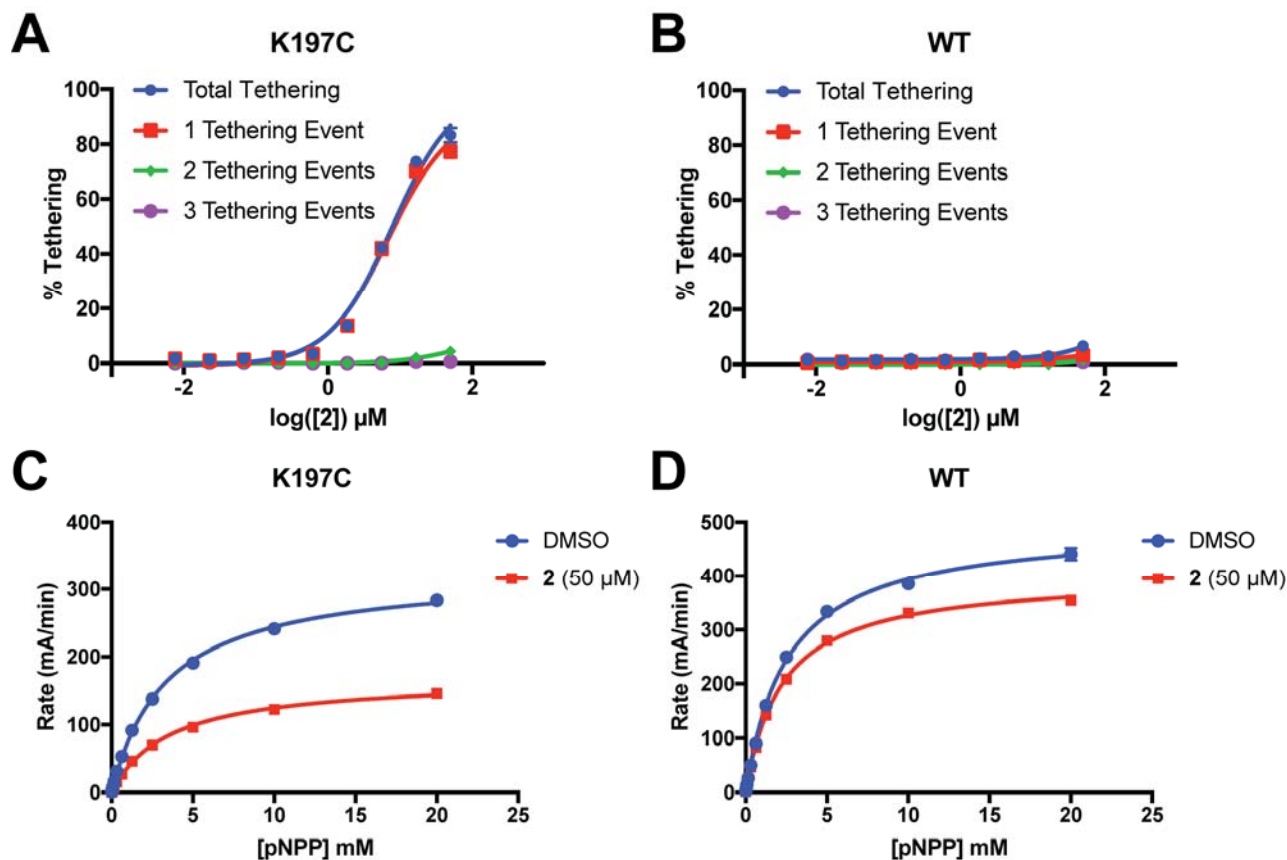 A
K197C
100
80
60
40
20
0
% Tethering
Total Tethering
1 Tethering Event
2 Tethering Events
3 Tethering Events
-2
0
2
log([2]) μM
B
WT
100
80
60
40
20
0
% Tethering
Total Tethering
1 Tethering Event
2 Tethering Events
3 Tethering Events
-2
0
2
log([2]) μM
C
K197C
400
300
200
100
0
Rate (mA/min)
DMSO
2 (50 μM)
0
5
10
15
20
25
[pNPP] mM
D
WT
500
400
300
200
100
0
Rate (mA/min)
DMSO
2 (50 μM)
0
5
10
15
20
25
[pNPP] mM